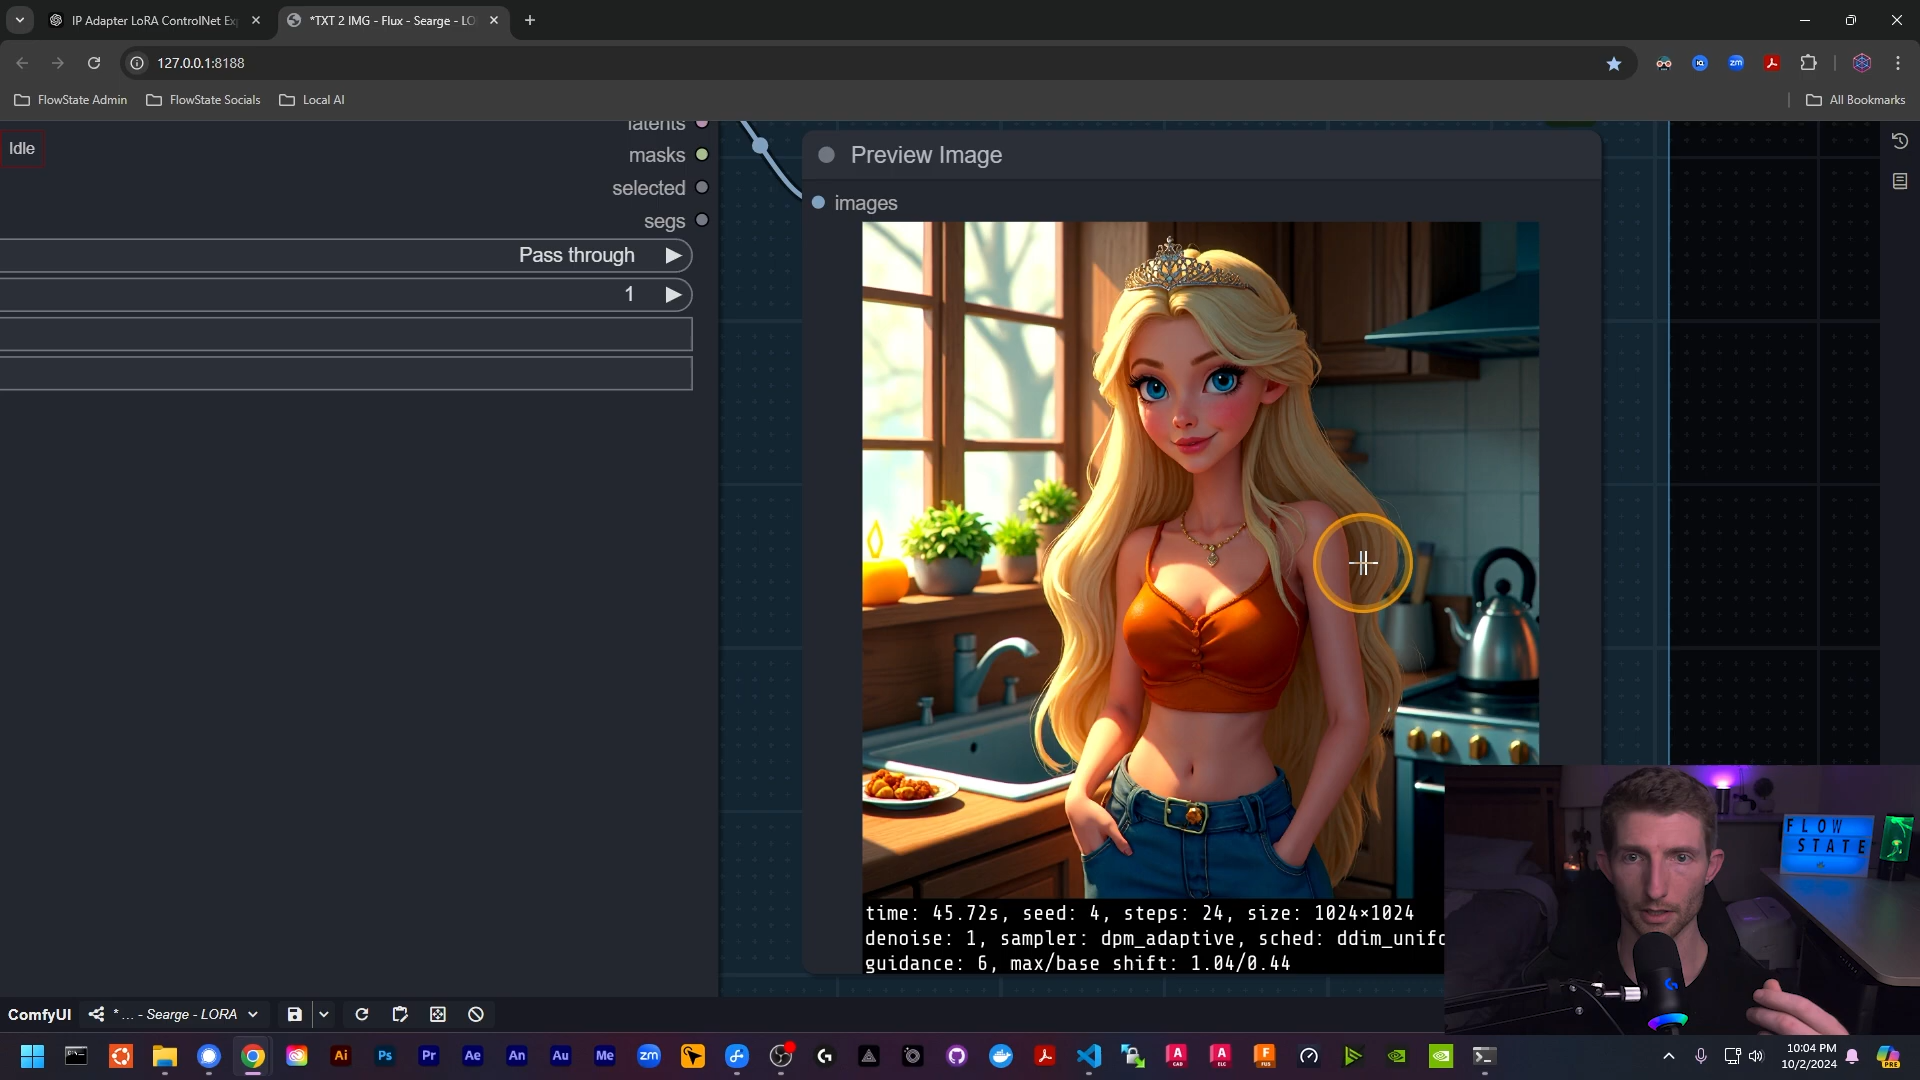 IP Adapter LoRA ControlNet Ex
*TXT 2 IMG - Flux - Searge - LO
127.0.0.1:8188
FlowState Admin
FlowState Socials
Local AI
All Bookmarks
Idle
latents
masks
selected
segs
Pass through
1
Preview Image
images
time: 45.72s, seed: 4, steps: 24, size: 1024×1024
denoise: 1, sampler: dpm_adaptive, sched: ddim_unifo
guidance: 6, max/base shift: 1.04/0.44
FLOW
STATE
ComfyUI
* ... - Searge - LORA
Ai
Ps
Pr
Ae
An
Au
Me
zm
10:04 PM
10/2/2024